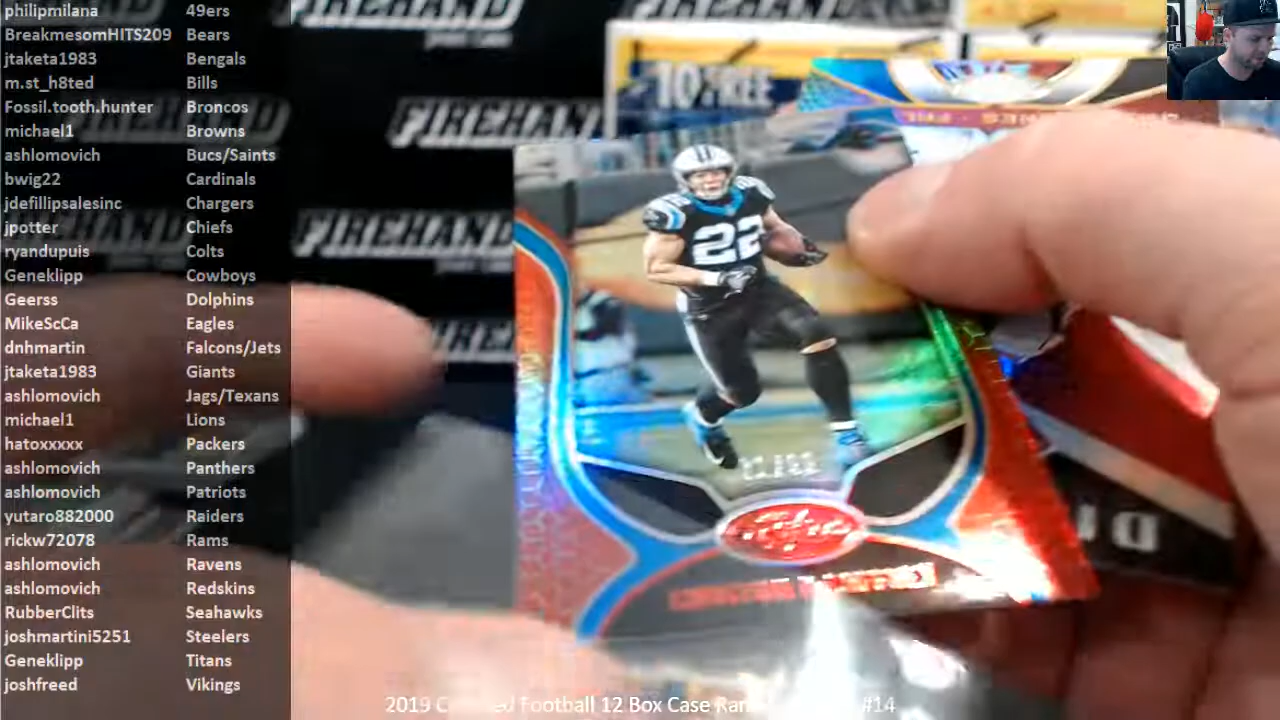 philipmilana 49ers
BreakmesomHITS209 Bears
jtaketa1983 Bengals
m.st_h8ted Bills
Fossil.tooth.hunter Broncos
michael1 Browns
ashlomovich Bucs/Saints
bwig22 Cardinals
jdefillipsalesinc Chargers
jpotter Chiefs
ryandupuis Colts
Geneklipp Cowboys
Geerss Dolphins
MikeScCa Eagles
dnhmartin Falcons/Jets
jtaketa1983 Giants
ashlomovich Jags/Texans
michael1 Lions
hatoxxxxx Packers
ashlomovich Panthers
ashlomovich Patriots
yutaro882000 Raiders
rickw72078 Rams
ashlomovich Ravens
ashlomovich Redskins
RubberClits Seahawks
joshmartini5251 Steelers
Geneklipp Titans
joshfreed Vikings
FIREHAND
FIREHAND
FIREHAND
22
2019 Football 12 Box Case #14